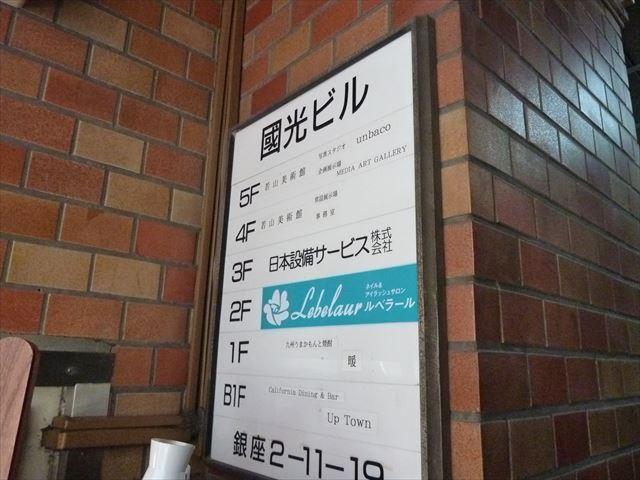 國光ビル
5F 若山美術館 写真スタジオ unbaco
企画展示場 MEDIA ART GALLERY
4F 若山美術館 常設展示場
事務室
3F 日本設備サービス株式会社
2F Lebelaur ネイル&アイラッシュサロン
ルベラール
1F 九州うまかもんと焼酎
暖
B1F California Dining & Bar
Up Town
銀座2-11-19